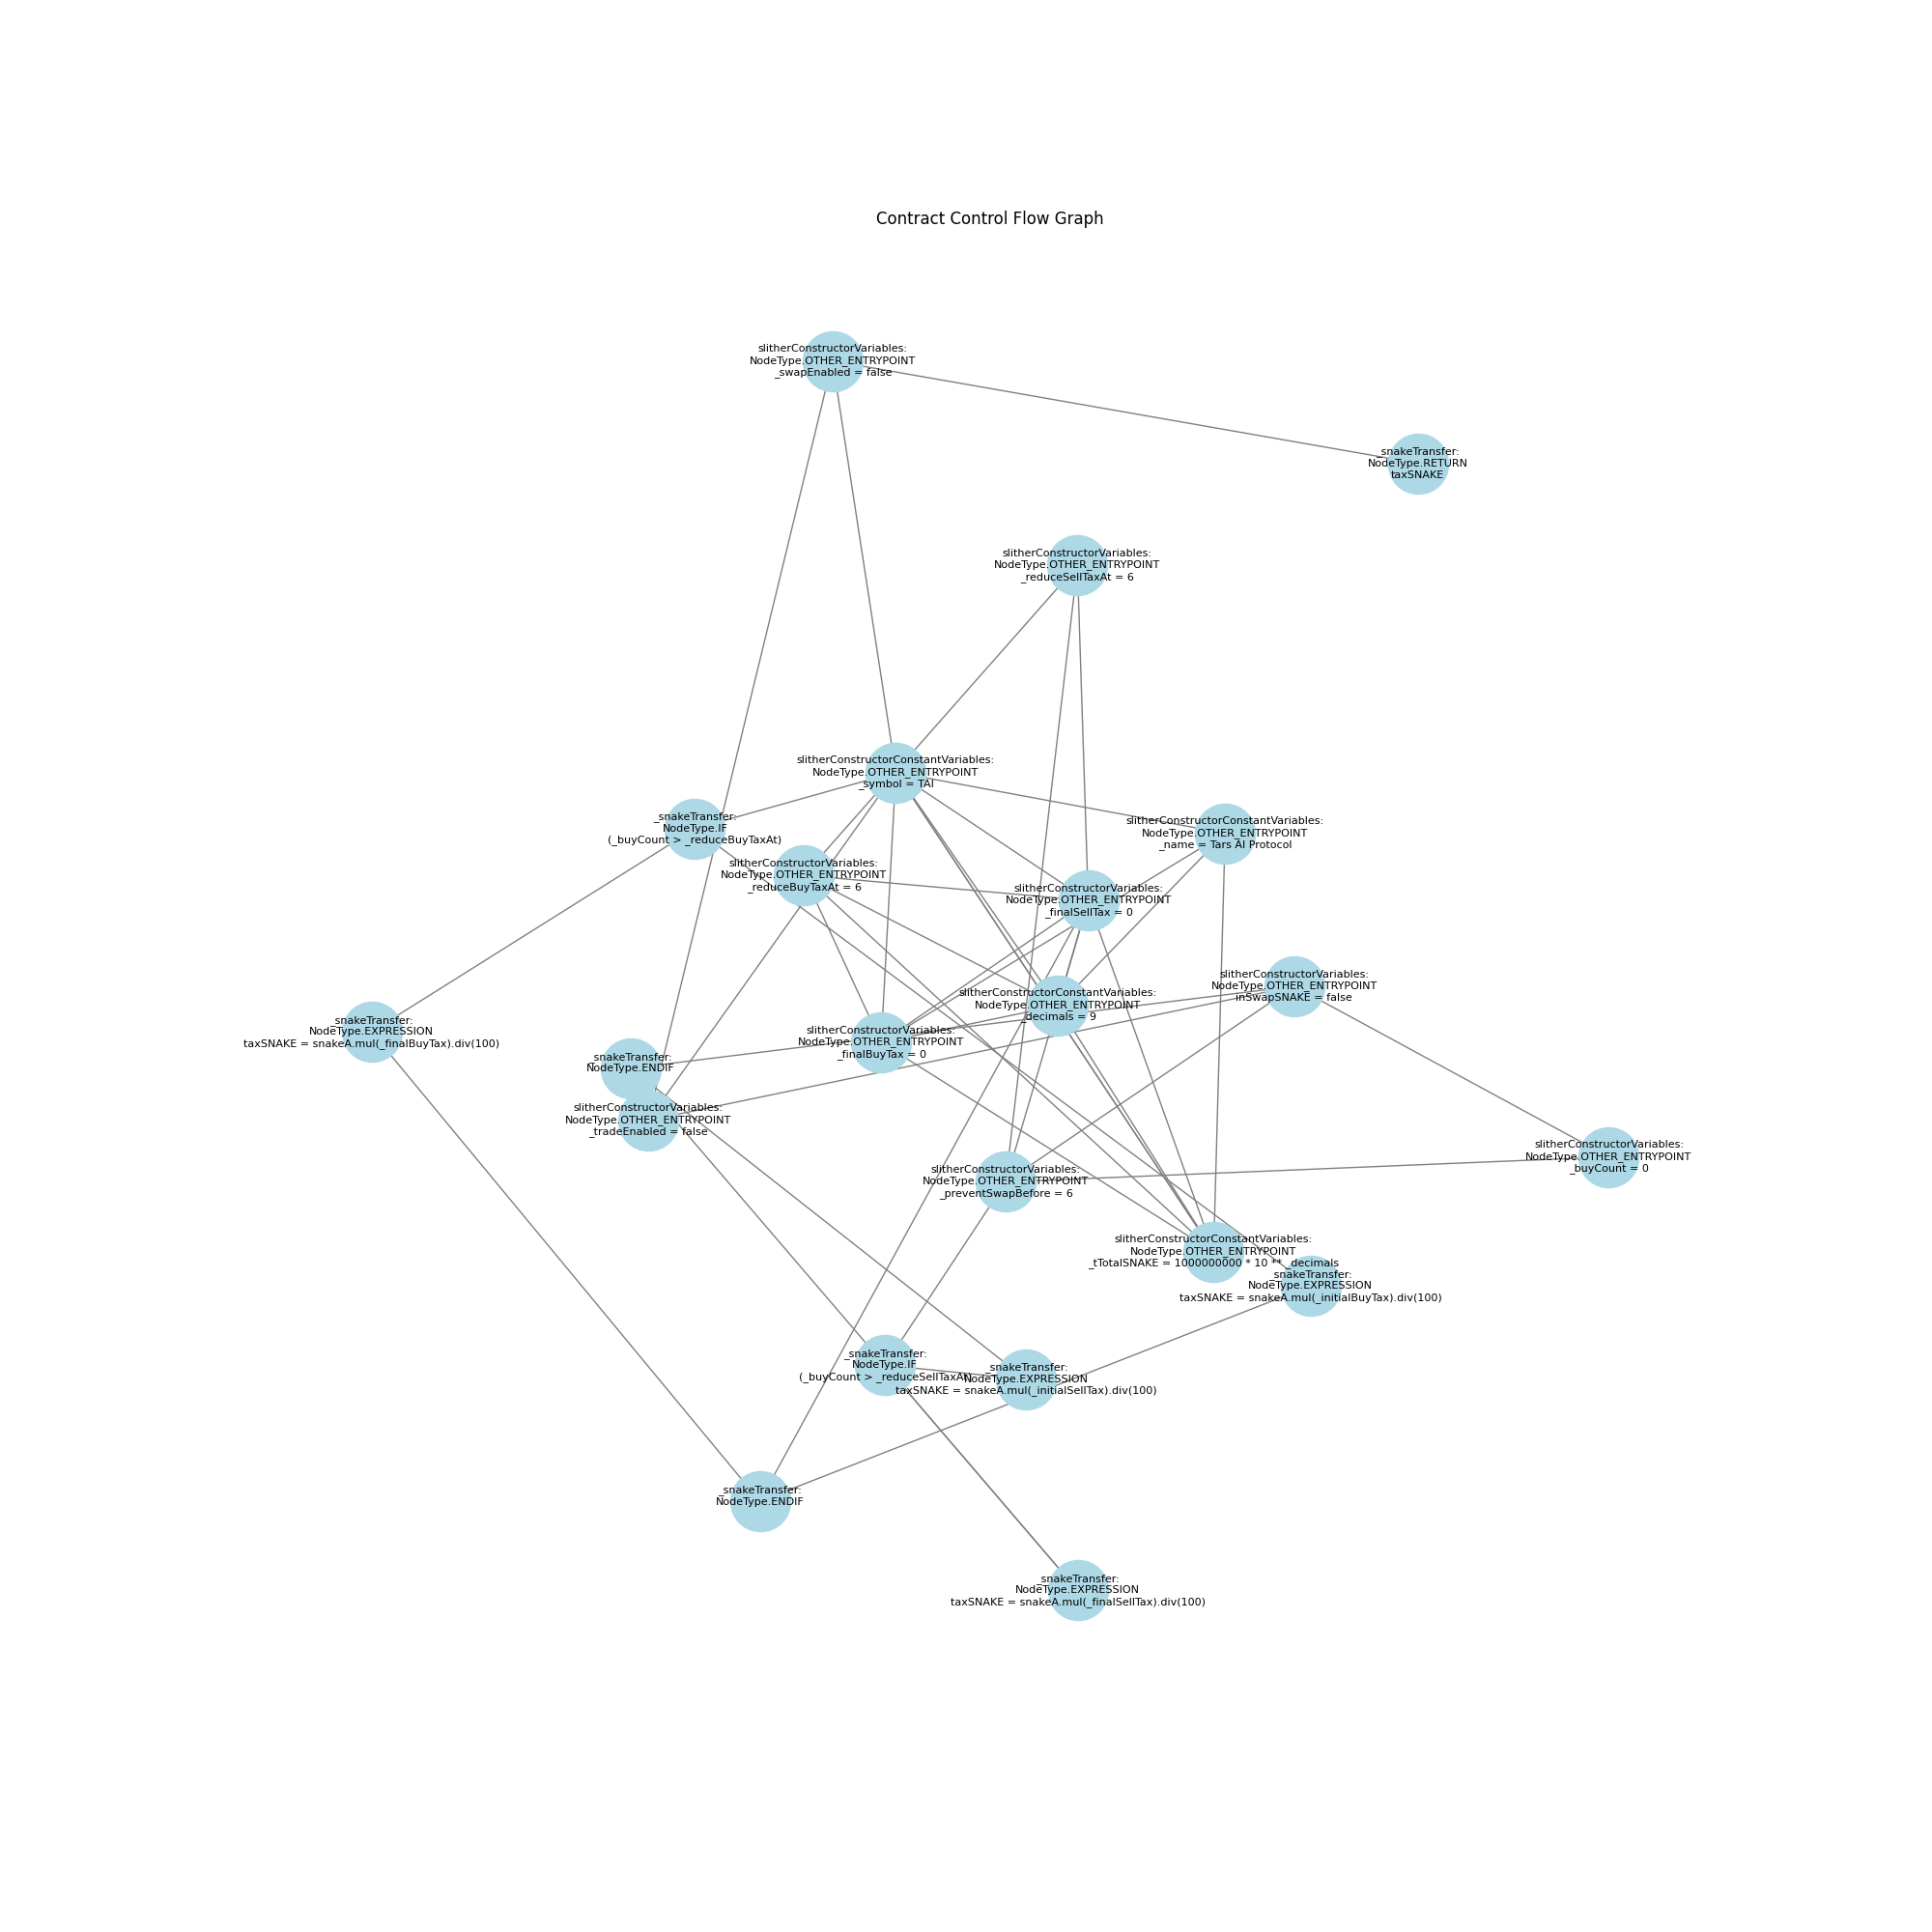 Contract Control Flow Graph
slitherConstructorVariables:
NodeType.OTHER_ENTRYPOINT
_swapEnabled = false
_snakeTransfer:
NodeType.RETURN
taxSNAKE
slitherConstructorVariables:
NodeType.OTHER_ENTRYPOINT
_reduceSellTaxAt = 6
slitherConstructorConstantVariables:
NodeType.OTHER_ENTRYPOINT
_symbol = TAI
_snakeTransfer:
NodeType.IF
(_buyCount > _reduceBuyTaxAt)
slitherConstructorConstantVariables:
NodeType.OTHER_ENTRYPOINT
_name = Tars AI Protocol
slitherConstructorVariables:
NodeType.OTHER_ENTRYPOINT
_reduceBuyTaxAt = 6
slitherConstructorVariables:
NodeType.OTHER_ENTRYPOINT
_finalSellTax = 0
slitherConstructorVariables:
NodeType.OTHER_ENTRYPOINT
inSwapSNAKE = false
slitherConstructorConstantVariables:
NodeType.OTHER_ENTRYPOINT
_decimals = 9
_snakeTransfer:
NodeType.EXPRESSION
taxSNAKE = snakeA.mul(_finalBuyTax).div(100)
slitherConstructorVariables:
NodeType.OTHER_ENTRYPOINT
_finalBuyTax = 0
_snakeTransfer:
NodeType.ENDIF
slitherConstructorVariables:
NodeType.OTHER_ENTRYPOINT
_tradeEnabled = false
slitherConstructorVariables:
NodeType.OTHER_ENTRYPOINT
_buyCount = 0
slitherConstructorVariables:
NodeType.OTHER_ENTRYPOINT
_preventSwapBefore = 6
slitherConstructorConstantVariables:
NodeType.OTHER_ENTRYPOINT
_tTotalSNAKE = 1000000000 * 10 ** _decimals
_snakeTransfer:
NodeType.EXPRESSION
taxSNAKE = snakeA.mul(_initialBuyTax).div(100)
_snakeTransfer:
NodeType.IF
(_buyCount > _reduceSellTaxAt)
_snakeTransfer:
NodeType.EXPRESSION
taxSNAKE = snakeA.mul(_initialSellTax).div(100)
_snakeTransfer:
NodeType.ENDIF
_snakeTransfer:
NodeType.EXPRESSION
taxSNAKE = snakeA.mul(_finalSellTax).div(100)